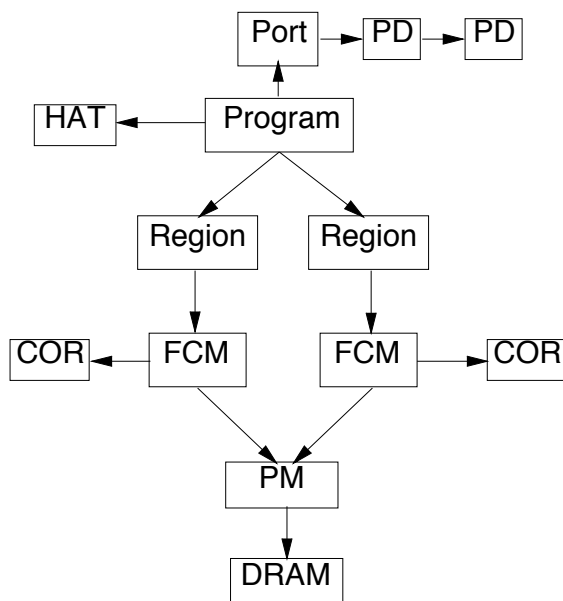 Port
PD
PD
HAT
Program
Region
Region
COR
FCM
FCM
COR
PM
DRAM